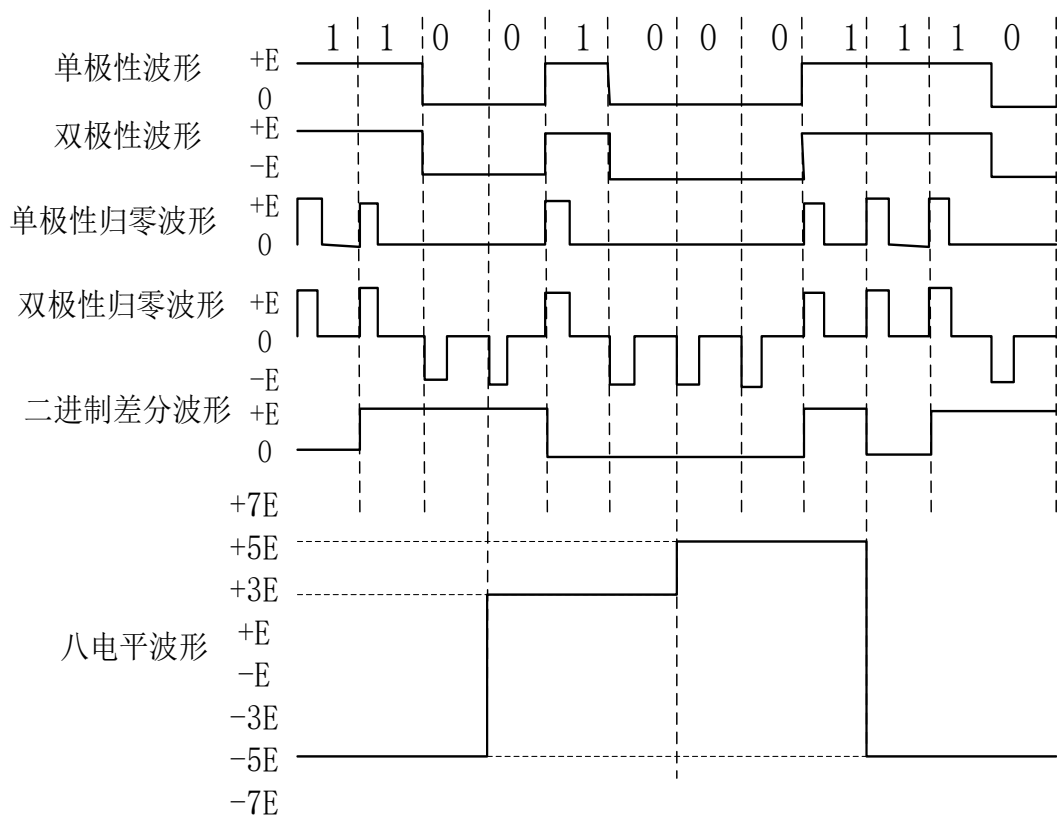 1 1 0 0 1 0 0 0 1 1 1 0
单极性波形 +E
0
双极性波形 +E
-E
单极性归零波形 +E
0
双极性归零波形 +E
0
-E
二进制差分波形 +E
0
+7E
+5E
+3E
+E
八电平波形
-E
-3E
-5E
-7E